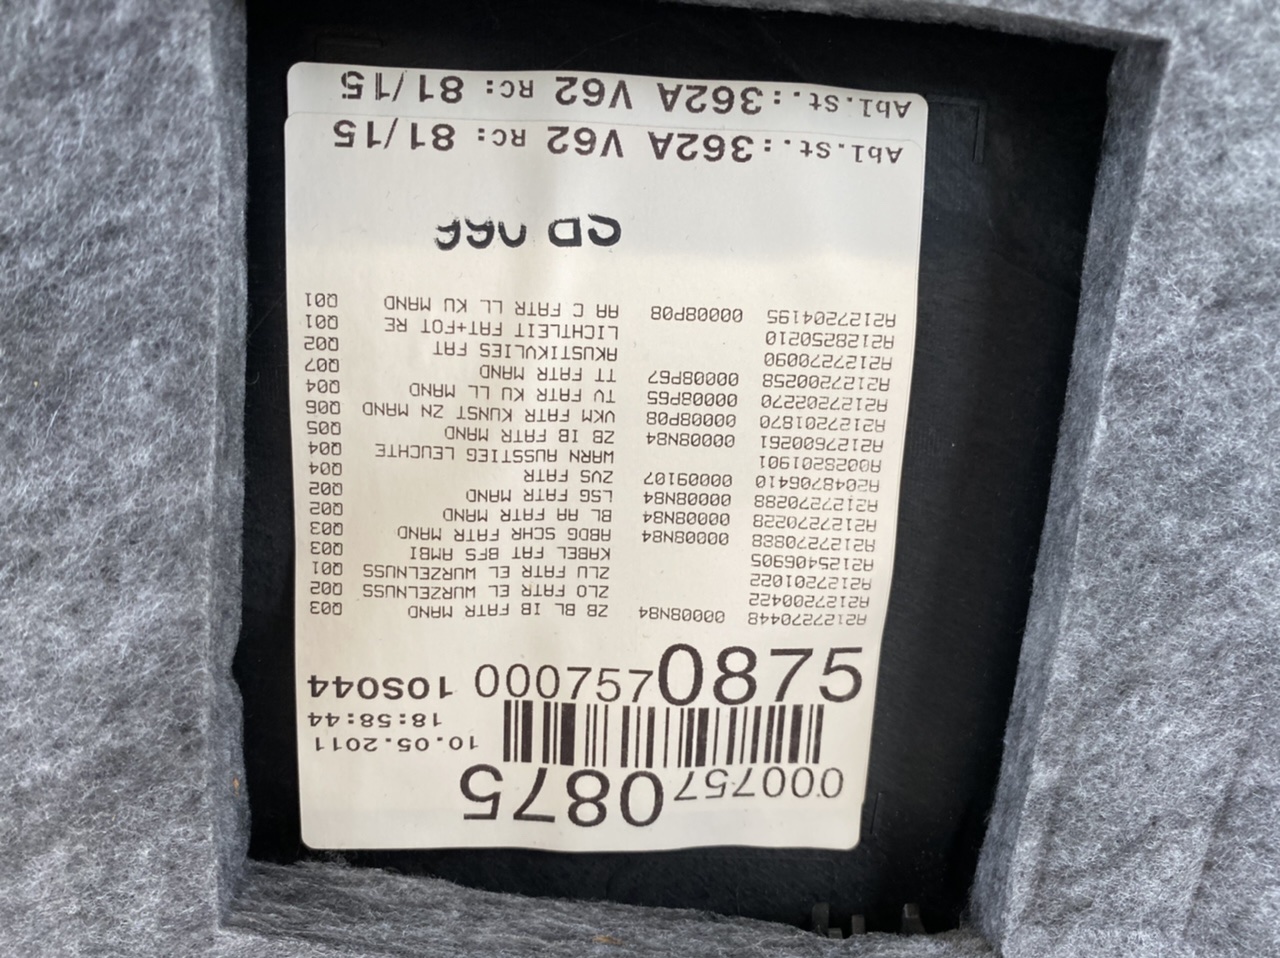 0007570875
10.05.2011
18:58:44
10S044
0007570875
A2127270448 00008N84 ZB BL IB FATR MAND Q03
A2127200422 ZLO FATR EL WURZELNUSS Q02
A2127201022 ZLU FATR EL WURZELNUSS Q01
A2125406905 KABEL FAT BFS AMBI Q03
A2127270888 00008N84 ABDG SCHR FATR MAND Q03
A2127270228 00008N84 BL AA FATR MAND Q02
A2127270288 00008N84 LSG FATR MAND Q02
A2048706410 00009107 ZVS FATR Q04
A0028201901 WARN AUSSTIEG LEUCHTE Q04
A2127600261 00008N84 ZB IB FATR MAND Q05
A2127201870 00008P08 VKM FATR KUNST ZN MAND Q06
A2127202270 00008P65 TV FATR KU LL MAND Q04
A2127200258 00008P67 TT FATR MAND Q07
A2127270090 AKUSTIKVLIES FAT Q02
A2128250210 LICHTLEIT FAT+FOT RE Q01
A2127204195 00008P08 AA C FATR LL KU MAND Q01
Abl.St.:362A V62 RC: 81/15
Abl.St.:362A V62 RC: 81/15